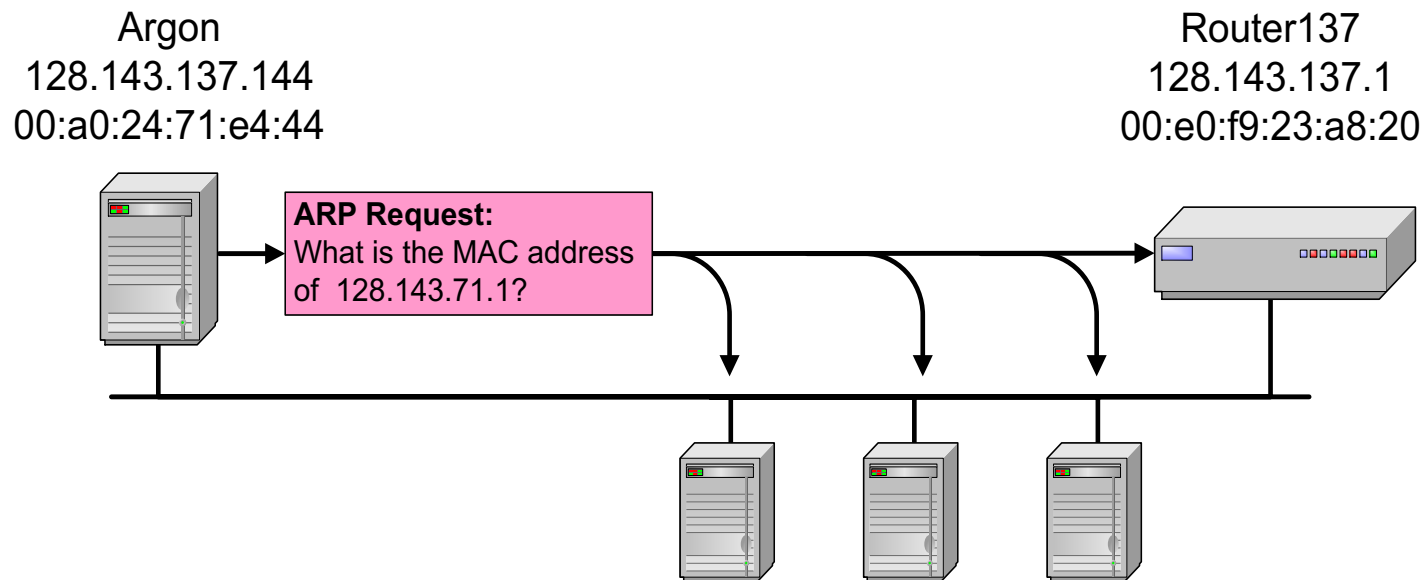 Argon
128.143.137.144
00:a0:24:71:e4:44
Router137
128.143.137.1
00:e0:f9:23:a8:20
ARP Request:
What is the MAC address
of 128.143.71.1?